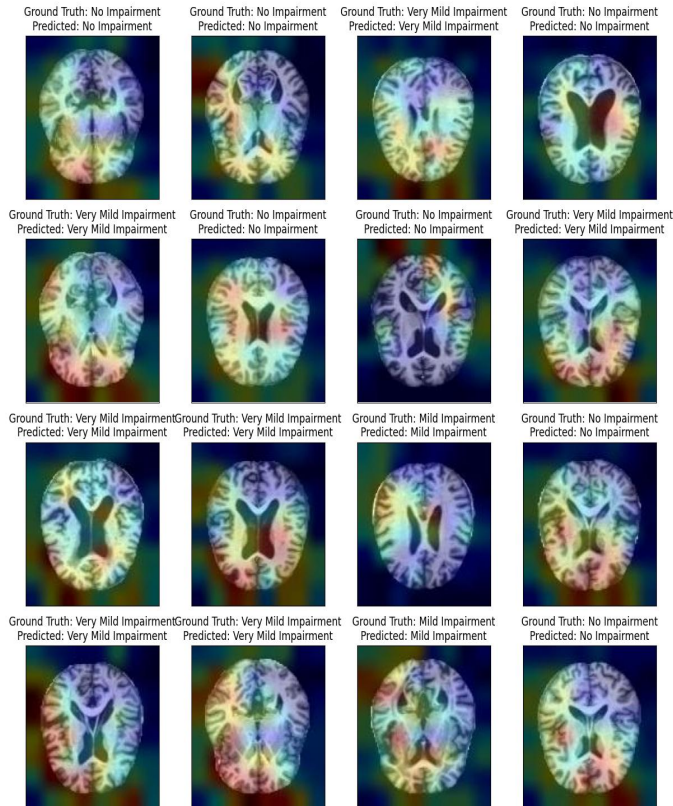 Ground Truth: No Impairment
Predicted: No Impairment
Ground Truth: No Impairment
Predicted: No Impairment
Ground Truth: Very Mild Impairment
Predicted: Very Mild Impairment
Ground Truth: No Impairment
Predicted: No Impairment
Ground Truth: Very Mild Impairment
Predicted: Very Mild Impairment
Ground Truth: No Impairment
Predicted: No Impairment
Ground Truth: No Impairment
Predicted: No Impairment
Ground Truth: Very Mild Impairment
Predicted: Very Mild Impairment
Ground Truth: Very Mild Impairment
Predicted: Very Mild Impairment
Ground Truth: Very Mild Impairment
Predicted: Very Mild Impairment
Ground Truth: Mild Impairment
Predicted: Mild Impairment
Ground Truth: No Impairment
Predicted: No Impairment
Ground Truth: Very Mild Impairment
Predicted: Very Mild Impairment
Ground Truth: Very Mild Impairment
Predicted: Very Mild Impairment
Ground Truth: Mild Impairment
Predicted: Mild Impairment
Ground Truth: No Impairment
Predicted: No Impairment